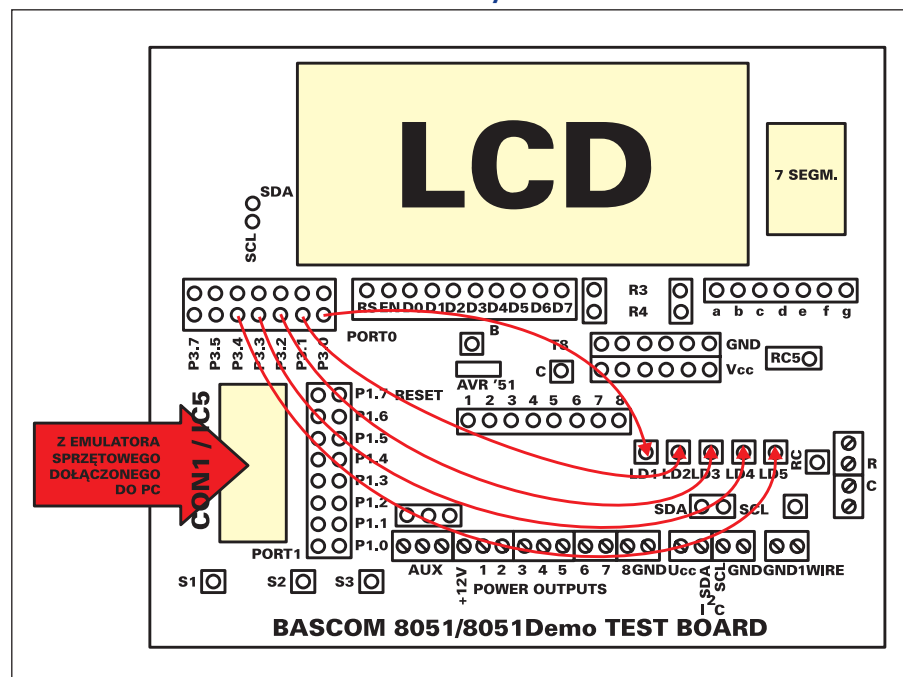 LCD
7 SEGM.
SDA
SCL
RS EN D0 D1 D2 D3 D4 D5 D6 D7
R3
R4
a b c d e f g
PORT0
P3.7
P3.5
P3.4
P3.3
P3.2
P3.1
P3.0
B
T8
GND
Vcc
C
RC5
AVR '51
1 2 3 4 5 6 7 8
CON1 / IC5
Z EMULATORA
SPRZĘTOWEGO
DOŁĄCZONEGO
DO PC
P1.7
RESET
P1.6
P1.5
P1.4
P1.3
P1.2
P1.1
P1.0
PORT1
LD1 LD2 LD3 LD4 LD5
RC
R
C
SDA
SCL
S1
S2
S3
AUX
+12V
1 2 3 4 5 6 7 8 GND Ucc
SDA
SCL
GND GND 1WIRE
POWER OUTPUTS
I2C
BASCOM 8051/8051Demo TEST BOARD